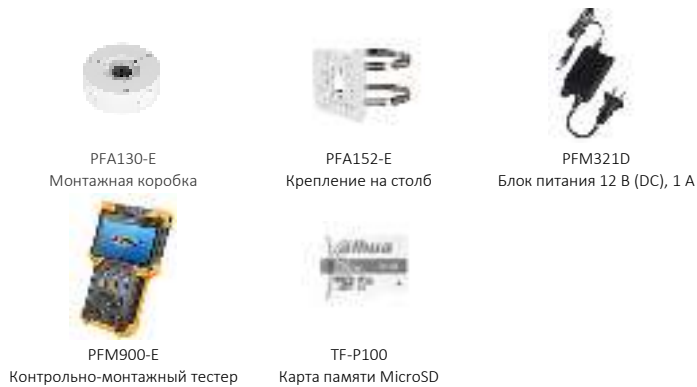 PFA130-E
Монтажная коробка
PFA152-E
Крепление на столб
PFM321D
Блок питания 12 В (DC), 1 А
PFM900-E
Контрольно-монтажный тестер
alhua
TF-P100
Карта памяти MicroSD